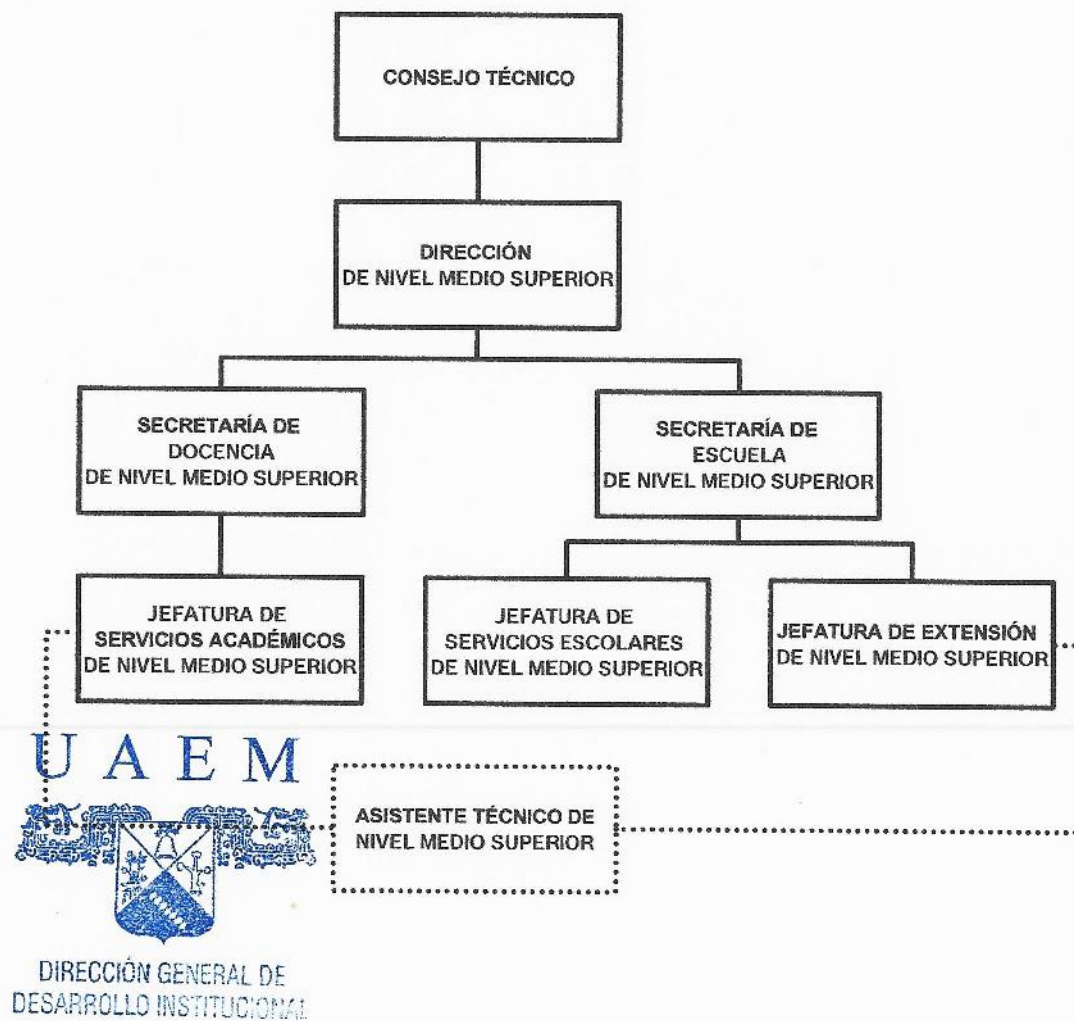 CONSEJO TÉCNICO
DIRECCIÓN
DE NIVEL MEDIO SUPERIOR
SECRETARÍA DE
DOCENCIA
DE NIVEL MEDIO SUPERIOR
SECRETARÍA DE
ESCUELA
DE NIVEL MEDIO SUPERIOR
JEFATURA DE
SERVICIOS ACADÉMICOS
DE NIVEL MEDIO SUPERIOR
JEFATURA DE
SERVICIOS ESCOLARES
DE NIVEL MEDIO SUPERIOR
JEFATURA DE EXTENSIÓN
DE NIVEL MEDIO SUPERIOR
UAEM
ASISTENTE TÉCNICO DE
NIVEL MEDIO SUPERIOR
DIRECCIÓN GENERAL DE
DESARROLLO INSTITUCIONAL